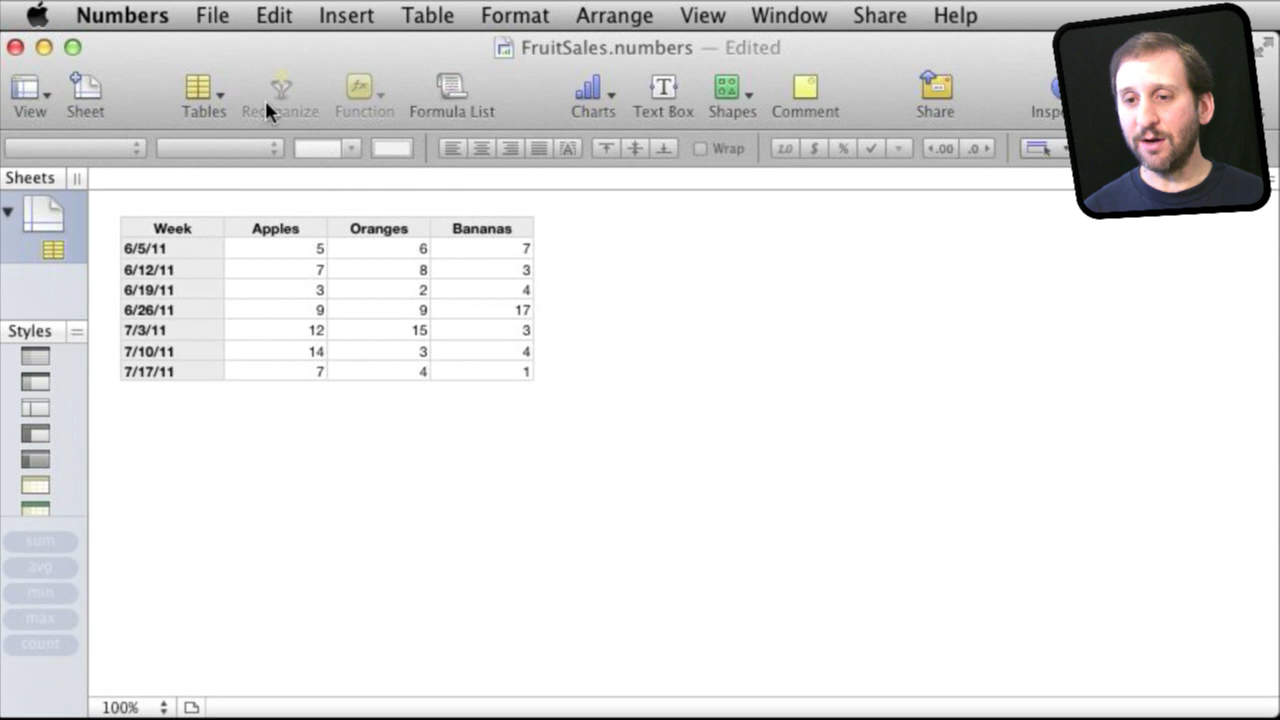 Numbers File Edit Insert Table Format Arrange View Window Share Help
FruitSales.numbers — Edited
View Sheet Tables Reorganize Function Formula List Charts Text Box Shapes Comment Share
Wrap 1.0 $ % .00 .0
Sheets
Week Apples Oranges Bananas
6/5/11 5 6 7
6/12/11 7 8 3
6/19/11 3 2 4
6/26/11 9 9 17
7/3/11 12 15 3
7/10/11 14 3 4
7/17/11 7 4 1
Styles
sum
avg
min
max
count
100%